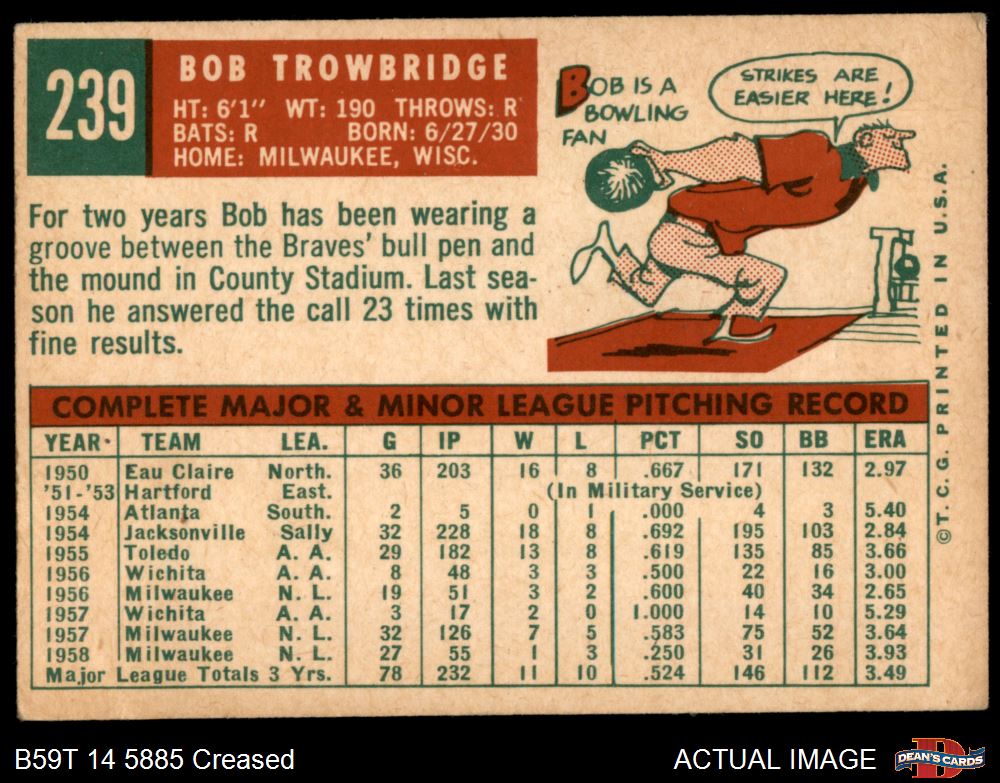 239
BOB TROWBRIDGE
HT: 6'1" WT: 190 THROWS: R
BATS: R BORN: 6/27/30
HOME: MILWAUKEE, WISC.
For two years Bob has been wearing a
groove between the Braves' bull pen and
the mound in County Stadium. Last sea-
son he answered the call 23 times with
fine results.
BOB IS A
BOWLING
FAN
STRIKES ARE
EASIER HERE!
COMPLETE MAJOR & MINOR LEAGUE PITCHING RECORD
YEAR TEAM LEA. G IP W L PCT SO BB ERA
1950 Eau Claire North. 36 203 16 8 .667 171 132 2.97
'51-'53 Hartford East. (In Military Service)
1954 Atlanta South. 2 5 0 1 .000 4 3 5.40
1954 Jacksonville Sally 32 228 18 8 .692 195 103 2.84
1955 Toledo A. A. 29 182 13 8 .619 135 85 3.66
1956 Wichita A. A. 8 48 3 3 .500 22 16 3.00
1956 Milwaukee N. L. 19 51 3 2 .600 40 34 2.65
1957 Wichita A. A. 3 17 2 0 1.000 14 10 5.29
1957 Milwaukee N. L. 32 126 7 5 .583 75 52 3.64
1958 Milwaukee N. L. 27 55 1 3 .250 31 26 3.93
Major League Totals 3 Yrs. 78 232 11 10 .524 146 112 3.49
© T. C. G. PRINTED IN U.S.A.
B59T 14 5885 Creased
ACTUAL IMAGE
DEAN'S CARDS